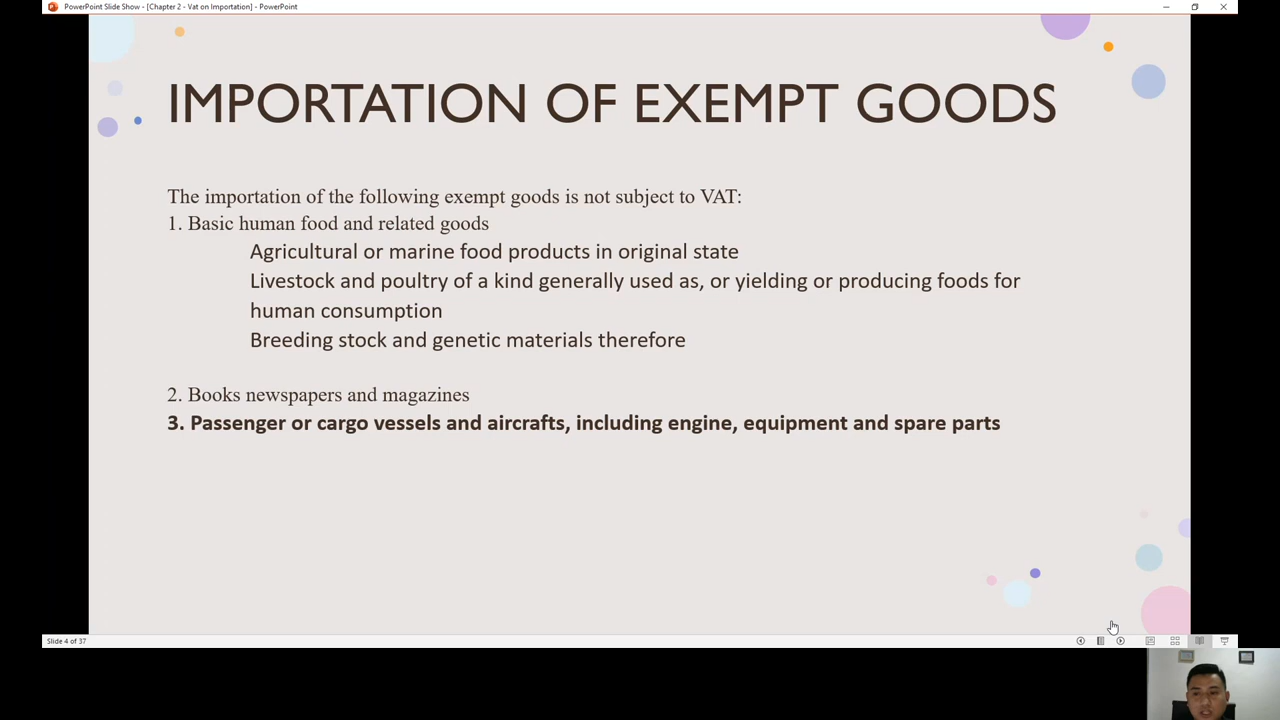 PowerPoint Slide Show - [Chapter 2 - Vat on Importation] - PowerPoint
IMPORTATION OF EXEMPT GOODS
The importation of the following exempt goods is not subject to VAT:
1. Basic human food and related goods
Agricultural or marine food products in original state
Livestock and poultry of a kind generally used as, or yielding or producing foods for
human consumption
Breeding stock and genetic materials therefore
2. Books newspapers and magazines
3. Passenger or cargo vessels and aircrafts, including engine, equipment and spare parts
Slide 4 of 37